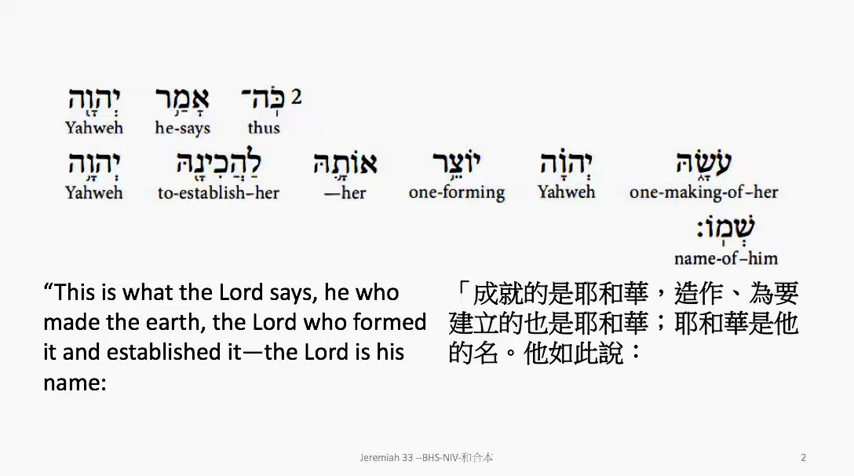 2 כֹּֽה־ אָמַ֥ר יְהוָ֖ה
Yahweh he-says thus
עֹשָׂ֑הּ יְהוָ֗ה יוֹצֵ֥ר אוֹתָ֛הּ לַהֲכִינָ֖הּ יְהוָ֥ה
Yahweh to-establish–her —her one-forming Yahweh one-making-of–her
שְׁמֽוֹ׃
name-of–him
“This is what the Lord says, he who
made the earth, the Lord who formed
it and established it—the Lord is his
name:
「成就的是耶和華，造作、為要
建立的也是耶和華；耶和華是他
的名。他如此說：
Jeremiah 33 --BHS-NIV-和合本
2